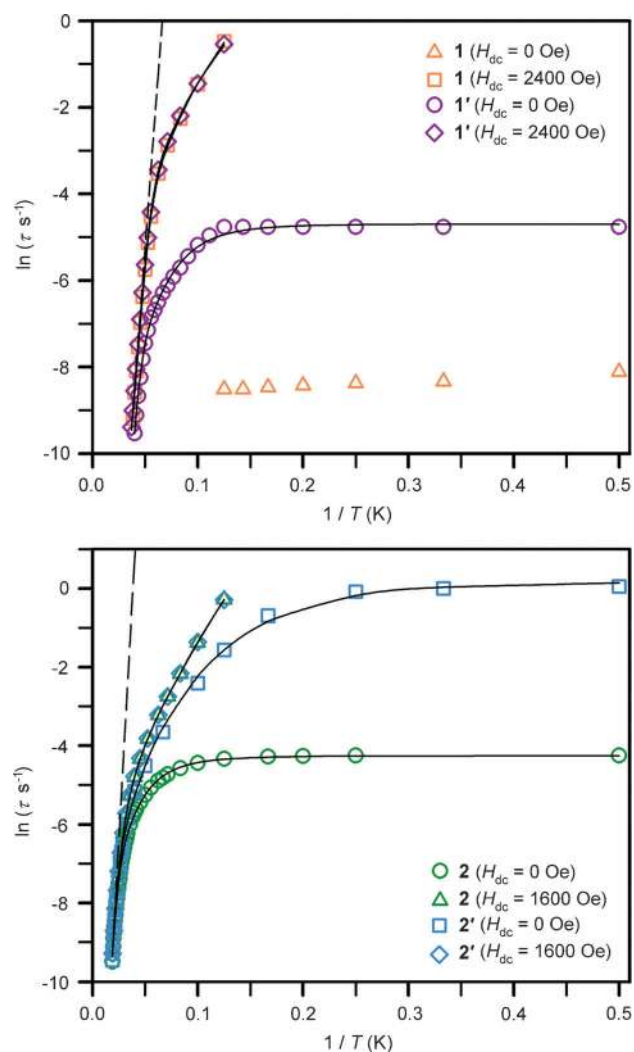 0
-2
-4
-6
-8
-10
ln (τ s⁻¹)
1 (Hdc = 0 Oe)
1 (Hdc = 2400 Oe)
1′ (Hdc = 0 Oe)
1′ (Hdc = 2400 Oe)
0.0 0.1 0.2 0.3 0.4 0.5
1 / T (K)
0
-2
-4
-6
-8
-10
ln (τ s⁻¹)
2 (Hdc = 0 Oe)
2 (Hdc = 1600 Oe)
2′ (Hdc = 0 Oe)
2′ (Hdc = 1600 Oe)
0.0 0.1 0.2 0.3 0.4 0.5
1 / T (K)